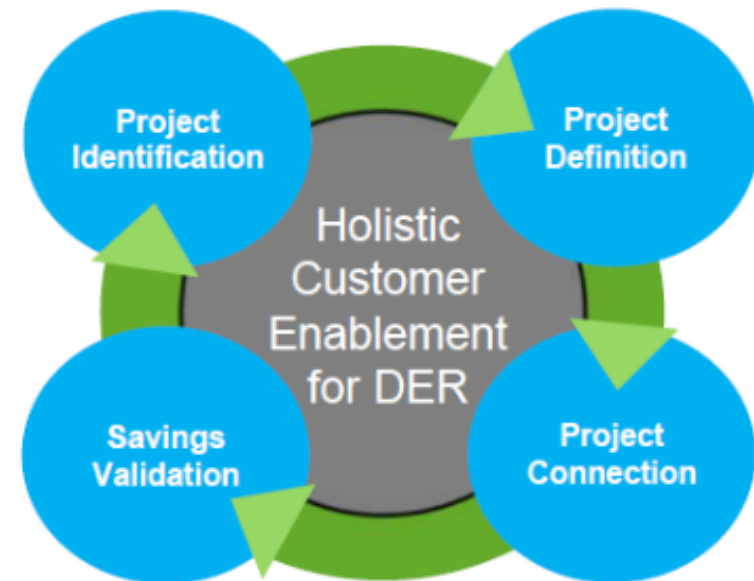 Project
Identification
Project
Definition
Holistic
Customer
Enablement
for DER
Savings
Validation
Project
Connection